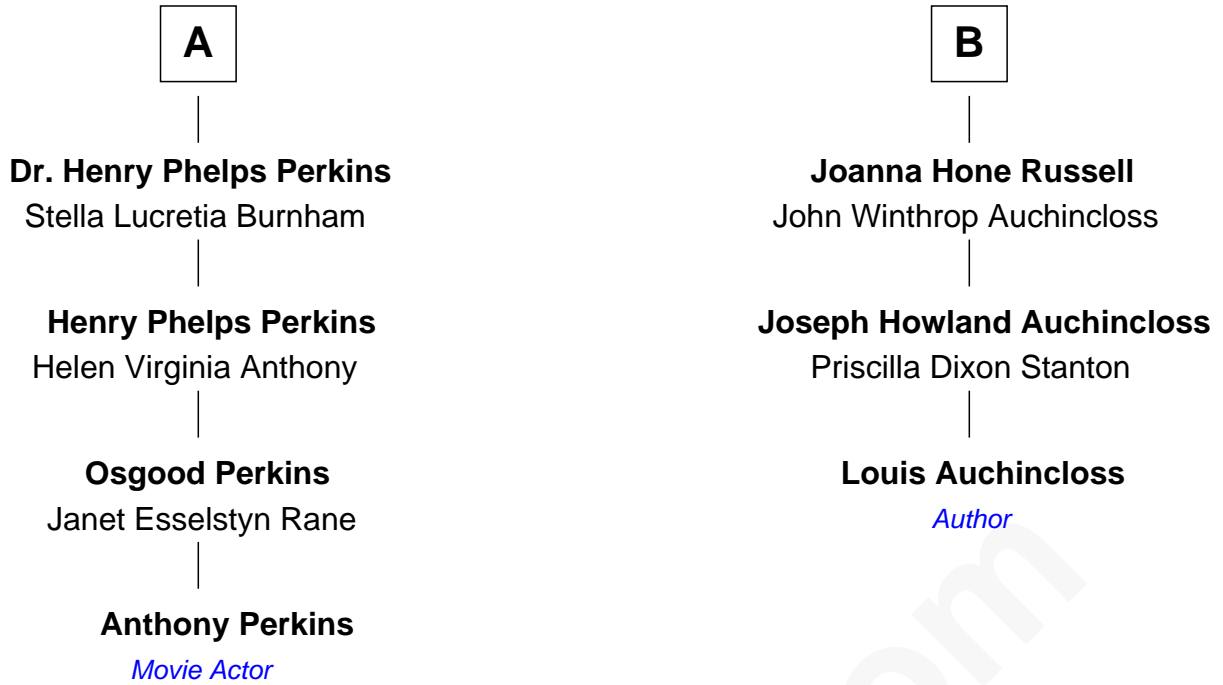 A
Dr. Henry Phelps Perkins
Stella Lucretia Burnham
Henry Phelps Perkins
Helen Virginia Anthony
Osgood Perkins
Janet Esselstyn Rane
Anthony Perkins
Movie Actor
B
Joanna Hone Russell
John Winthrop Auchincloss
Joseph Howland Auchincloss
Priscilla Dixon Stanton
Louis Auchincloss
Author
om